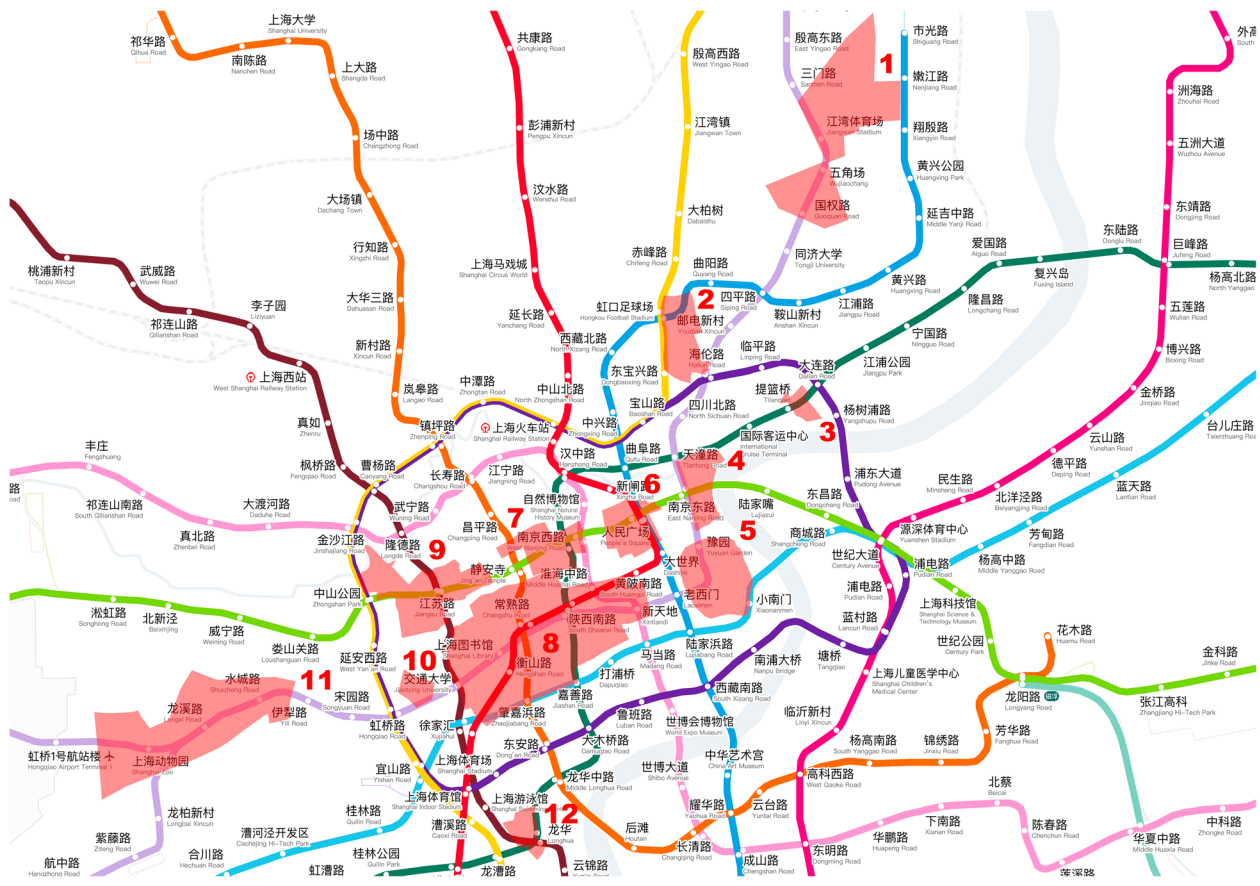 上海大学
Shanghai University
祁华路
Qihua Road
南陈路
Nanchen Road
上大路
Shangda Road
场中路
Changzhong Road
大场镇
Dachang Town
行知路
Xingzhi Road
大华三路
Dahuasan Road
新村路
Xincun Road
岚皋路
Langao Road
镇坪路
Zhenping Road
共康路
Gongkang Road
彭浦新村
Pengpu Xincun
汶水路
Wenshui Road
上海马戏城
Shanghai Circus World
延长路
Yanchang Road
中山北路
North Zhongshan Road
殷高西路
West Yingao Road
江湾镇
Jiangwan Town
大柏树
Dabaishu
赤峰路
Chifeng Road
虹口足球场
Hongkou Football Stadium
西藏北路
North Xizang Road
东宝兴路
Dongbaoxing Road
宝山路
Baoshan Road
中兴路
Zhongxing Road
殷高东路
East Yingao Road
三门路
Sanmen Road
江湾体育场
Jiangwan Stadium
五角场
Wujiaochang
国权路
Guoquan Road
同济大学
Tongji University
曲阳路
Quyang Road
四平路
Siping Road
邮电新村
Youdian Xincun
海伦路
Hailun Road
临平路
Linping Road
1
2
市光路
Shiguang Road
嫩江路
Nenjiang Road
翔殷路
Xiangyin Road
黄兴公园
Huangxing Park
延吉中路
Middle Yanji Road
黄兴路
Huangxing Road
江浦路
Jiangpu Road
鞍山新村
Anshan Xincun
爱国路
Aiguo Road
复兴岛
Fuxing Island
东陆路
Donglu Road
隆昌路
Longchang Road
宁国路
Ningguo Road
江浦公园
Jiangpu Park
大连路
Dalian Road
外高
South
洲海路
Zhouhai Road
五洲大道
Wuzhou Avenue
东靖路
Dongjing Road
巨峰路
Jufeng Road
杨高北路
North Yanggao
五莲路
Wulian Road
博兴路
Boxing Road
金桥路
Jinqiao Road
云山路
Yunshan Road
德平路
Deping Road
北洋泾路
Beiyangjing Road
民生路
Minsheng Road
源深体育中心
Yuanshen Stadium
台儿庄路
Talerzhuang Road
蓝天路
Lantian Road
芳甸路
Fangdian Road
杨高中路
Middle Yanggao Road
桃浦新村
Taopu Xincun
武威路
Wuwei Road
祁连山路
Qilianshan Road
李子园
Liziyuan
上海西站
West Shanghai Railway Station
真如
Zhenru
枫桥路
Fengqiao Road
曹杨路
Caoyang Road
中潭路
Zhongtan Road
上海火车站
Shanghai Railway Station
丰庄
Fengzhuang
路
Road
祁连山南路
South Qilianshan Road
真北路
Zhenbei Road
大渡河路
Daduhe Road
金沙江路
Jinshajiang Road
武宁路
Wuning Road
隆德路
Longde Road
长寿路
Changshou Road
昌平路
Changping Road
江宁路
Jiangning Road
汉中路
Hanzhong Road
自然博物馆
Shanghai Natural
History Museum
曲阜路
Qufu Road
新闸路
Xinzha Road
四川北路
North Sichuan Road
天潼路
Tiantong Road
提篮桥
Tilanqiao
国际客运中心
International
Cruise Terminal
杨树浦路
Yangshupu Road
浦东大道
Pudong Avenue
3
4
5
6
7
南京东路
East Nanjing Road
陆家嘴
Lujiazui
东昌路
Dongchang Road
商城路
Shangcheng Road
世纪大道
Century Avenue
浦电路
Pudian Road
浦电路
Pudian Road
蓝村路
Lancun Road
塘桥
Tangqiao
上海科技馆
Shanghai Science &
Technology Museum
世纪公园
Century Park
花木路
Huamu Road
龙阳路
Longyang Road
磁浮
金科路
Jinke Road
张江高科
Zhangjiang Hi-Tech Park
芳华路
Fanghua Road
南京西路
West Nanjing Road
人民广场
People's Square
静安寺
Jing'an Temple
淮海中路
Middle Huaihai Road
黄陂南路
South Huangpi Road
大世界
Dashijie
豫园
Yuyuan Garden
老西门
Laoximen
小南门
Xiaonanmen
新天地
Xintiandi
陕西南路
South Shaanxi Road
常熟路
Changshu Road
8
9
10
11
12
淞虹路
Songhong Road
北新泾
Beixinjing
威宁路
Weining Road
娄山关路
Loushanguan Road
中山公园
Zhongshan Park
江苏路
Jiangsu Road
上海图书馆
Shanghai Library
交通大学
Jiaotong University
延安西路
West Yan'an Road
衡山路
Hengshan Road
马当路
Madang Road
打浦桥
Dapuqiao
嘉善路
Jiashan Road
肇嘉浜路
Zhaojiabang Road
陆家浜路
Lujiabang Road
南浦大桥
Nanpu Bridge
西藏南路
South Xizang Road
鲁班路
Luban Road
大木桥路
Damuqiao Road
东安路
Dong'an Road
世博会博物馆
World Expo Museum
世博大道
Shibo Avenue
中华艺术宫
China Art Museum
耀华路
Yaohua Road
云台路
Yuntai Road
长清路
Changqing Road
后滩
Houtan
成山路
Chengshan Road
龙华中路
Middle Longhua Road
上海儿童医学中心
Shanghai Children's
Medical Center
临沂新村
Linyi Xincun
高科西路
West Gaoke Road
杨高南路
South Yanggao Road
锦绣路
Jinxiu Road
东明路
Dongming Road
华鹏路
Huapeng Road
下南路
Xianan Road
北蔡
Beicai
陈春路
Chenchun Road
莲溪路
华夏中路
Middle Huaxia Road
中科路
Zhongke Road
水城路
Shuicheng Road
龙溪路
Longxi Road
伊犁路
Yili Road
宋园路
Songyuan Road
虹桥路
Hongqiao Road
上海动物园
Shanghai Zoo
虹桥1号航站楼
Hongqiao Airport Terminal 1
龙柏新村
Longbai Xincun
紫藤路
Ziteng Road
航中路
Hangzhong Road
徐家汇
Xujiahui
宜山路
Yishan Road
上海体育场
Shanghai Stadium
上海体育馆
Shanghai Indoor Stadium
上海游泳馆
桂林路
Guilin Road
漕河泾开发区
Caohejing Hi-Tech Park
合川路
Hechuan Road
漕溪路
Caoxi Road
桂林公园
Guilin Park
虹漕路
龙漕路
龙华
Longhua
云锦路